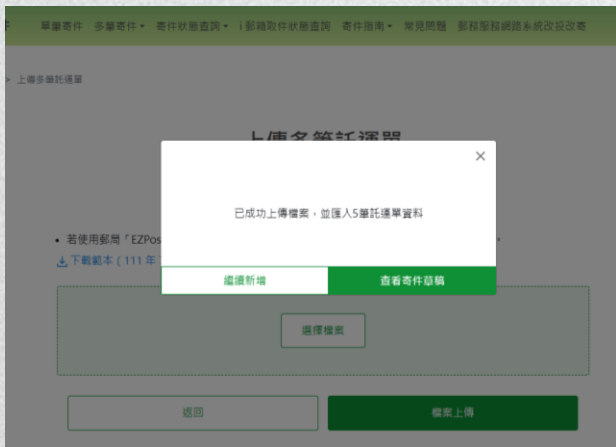 單筆寄件 多筆寄件 寄件狀態查詢 i郵箱取件狀態查詢 寄件指南 常見問題 郵務服務網路系統改投改寄
> 上傳多筆託運單
上傳多筆託運單
×
已成功上傳檔案，並匯入5筆託運單資料
• 若使用郵局「EZPos
下載範本（111 年
繼續新增 查看寄件草稿
選擇檔案
返回 檔案上傳